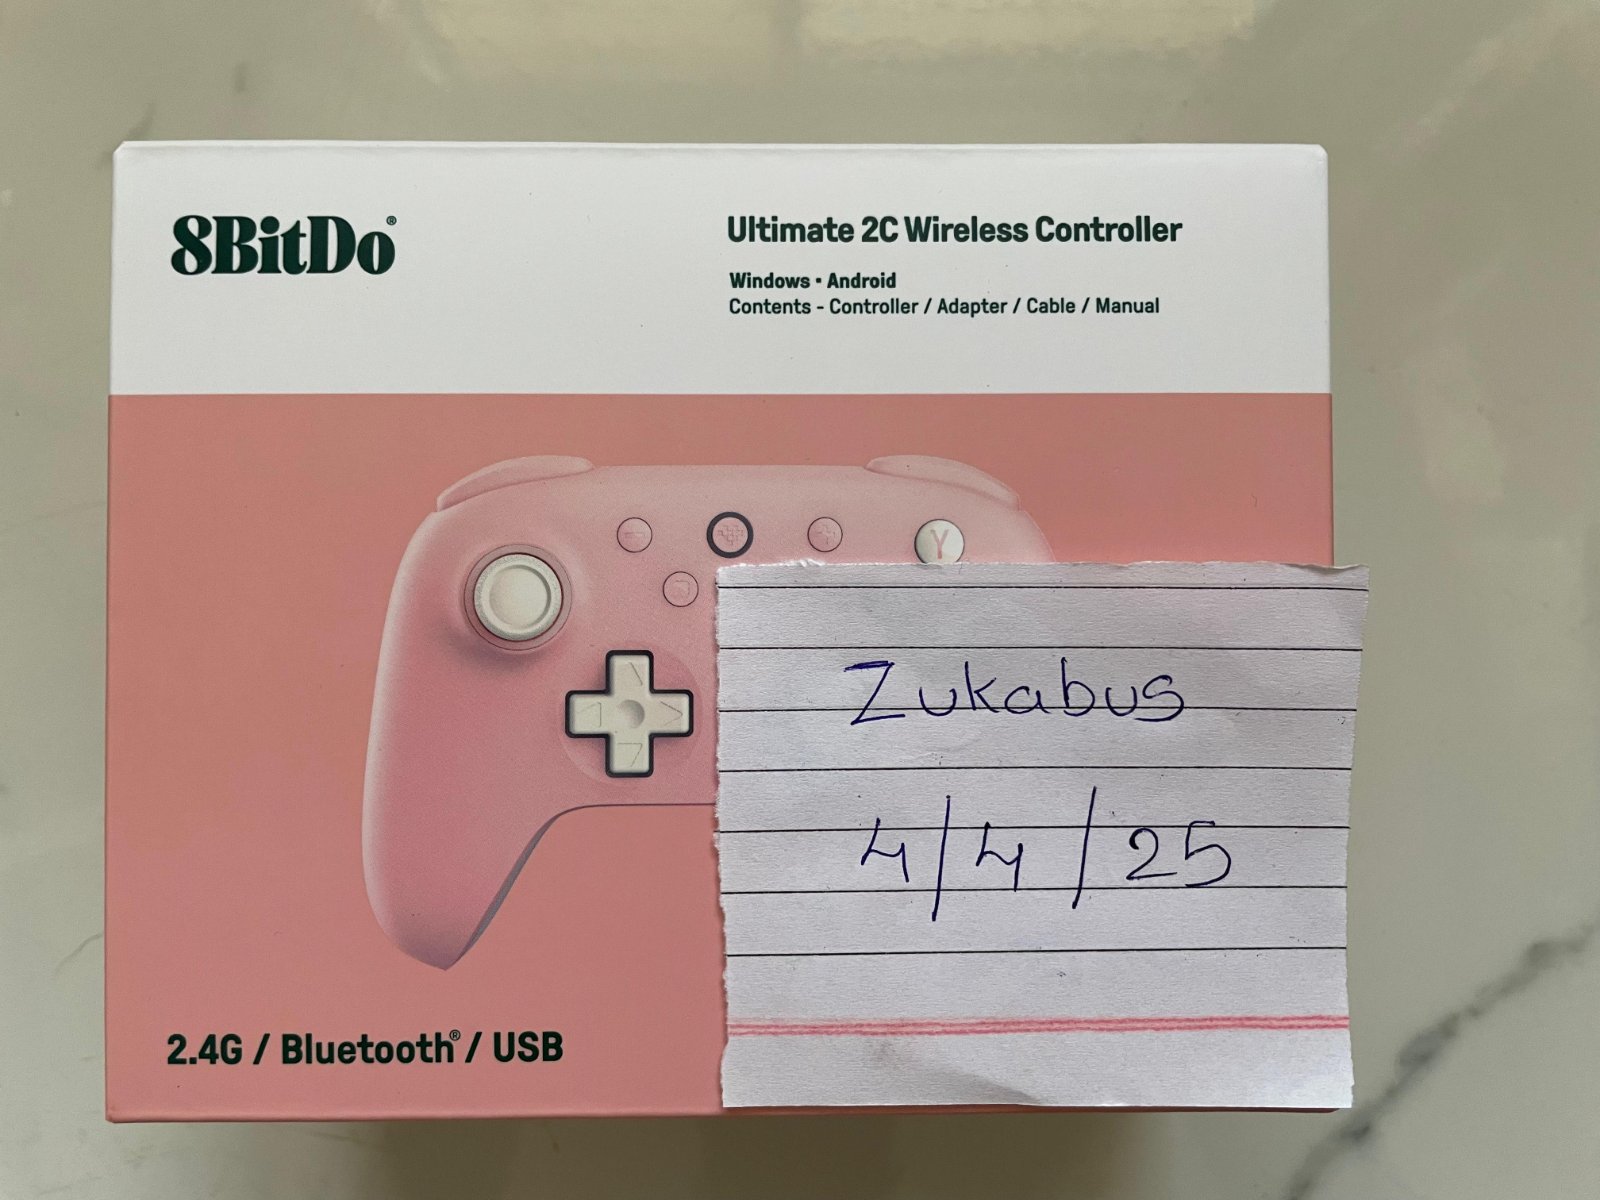 8BitDo®
Ultimate 2C Wireless Controller
Windows • Android
Contents - Controller / Adapter / Cable / Manual
Y
Zukabus
4/4/25
2.4G / Bluetooth® / USB